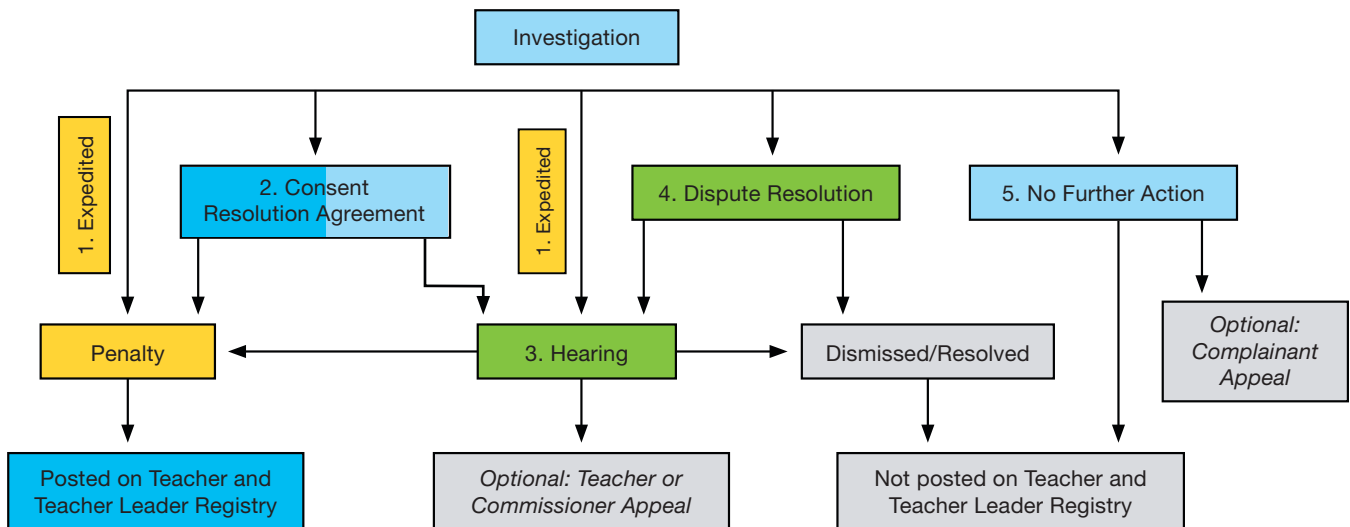 Investigation
1. Expedited
2. Consent
Resolution Agreement
1. Expedited
4. Dispute Resolution
5. No Further Action
Penalty
3. Hearing
Dismissed/Resolved
Optional:
Complainant
Appeal
Posted on Teacher and
Teacher Leader Registry
Optional: Teacher or
Commissioner Appeal
Not posted on Teacher and
Teacher Leader Registry